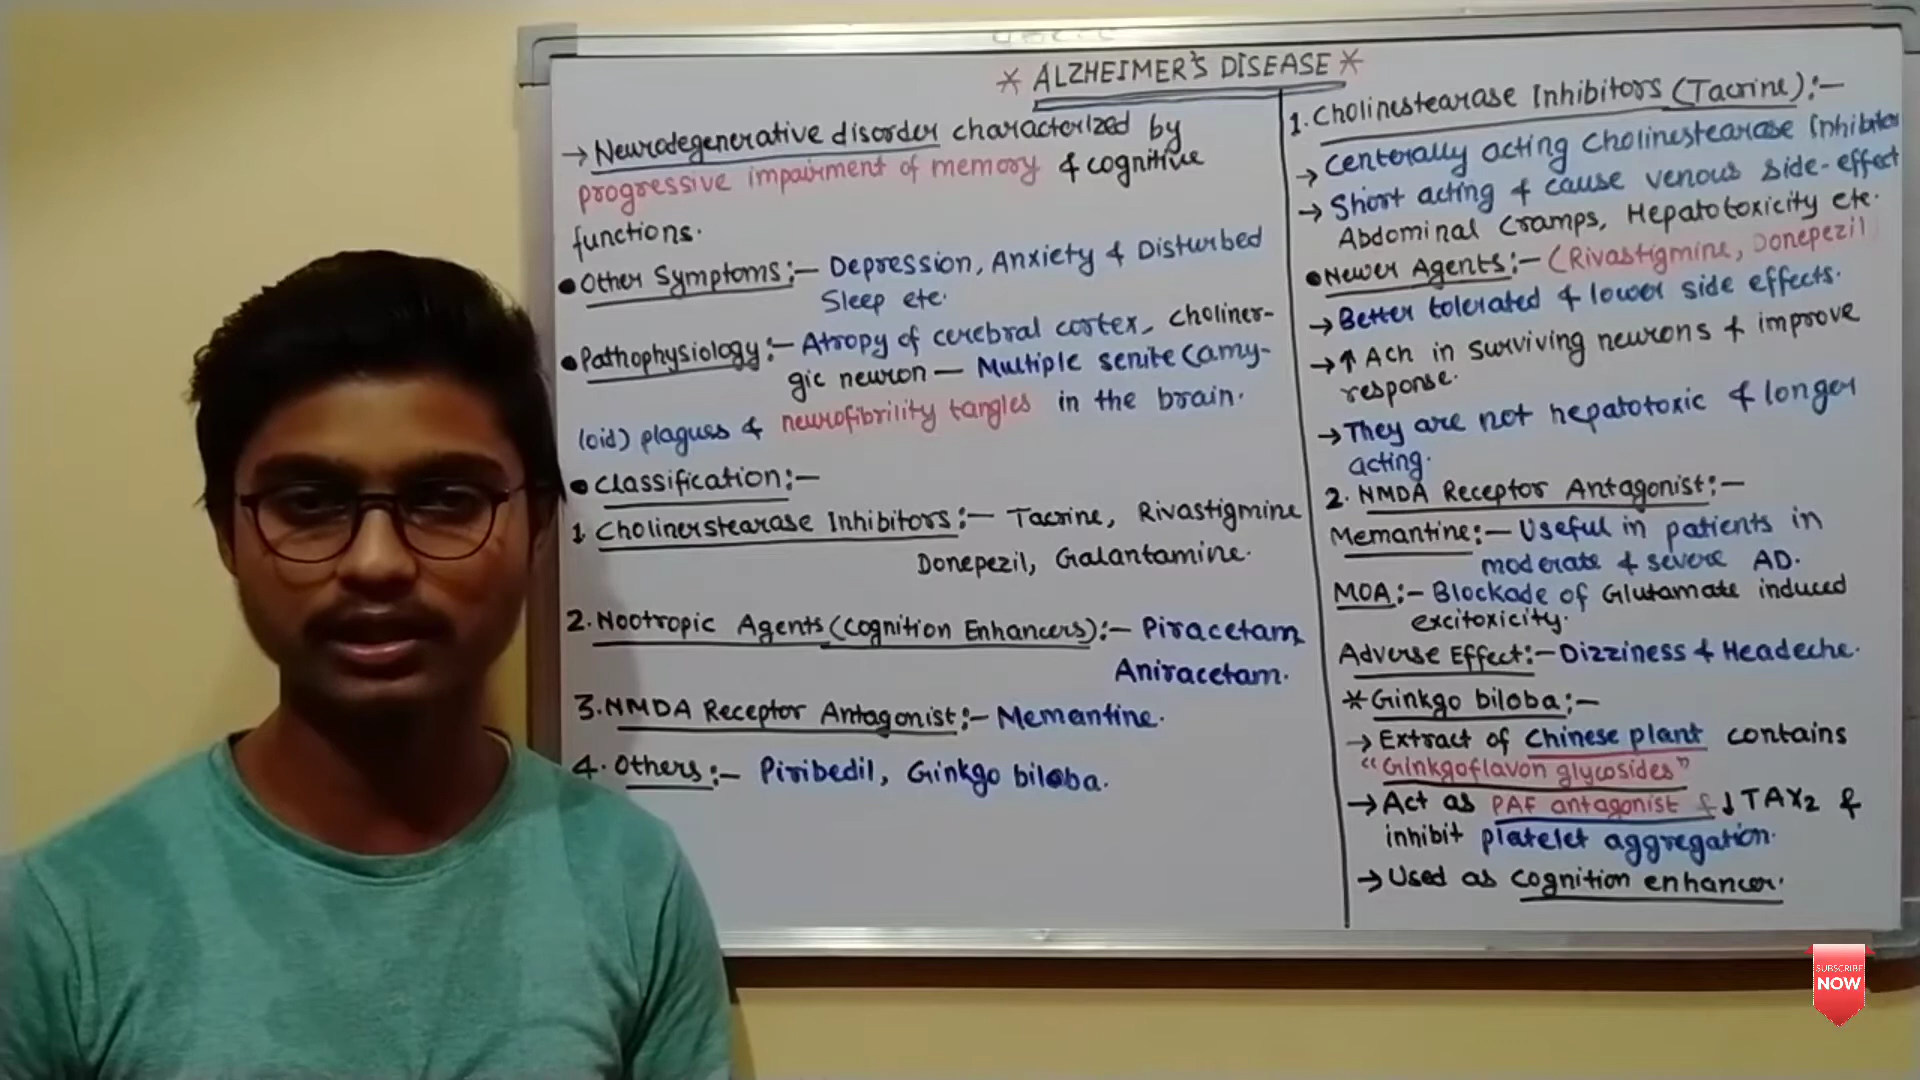 * ALZHEIMER'S DISEASE *
→ Neurodegenerative disorder characterized by
progressive impairment of memory & cognitive
functions.
• Other Symptoms:- Depression, Anxiety & Disturbed
Sleep etc.
• Pathophysiology:- Atropy of cerebral cortex, choliner-
gic neuron – Multiple senite (amy-
loid) plagues & neurofibrility tangles in the brain.
• Classification:-
1. Cholinerstearase Inhibitors:- Tacrine, Rivastigmine
Donepezil, Galantamine.
2. Nootropic Agents (Cognition Enhancers):- Piracetam,
Aniracetam.
3. NMDA Receptor Antagonist:- Memantine.
4. Others:- Piribedil, Ginkgo biloba.
1. Cholinestearase Inhibitors (Tacrine):-
→ Centerally acting Cholinestearase Inhibitor
→ Short acting & cause venous side-effect
Abdominal Cramps, Hepatotoxicity etc.
• Newer Agents:- (Rivastigmine, Donepezil
→ Better tolerated & lower side effects.
→ ↑ Ach in surviving neurons & improve
response.
→ They are not hepatotoxic & longer
acting.
2. NMDA Receptor Antagonist:-
Memantine:- Useful in patients in
moderate & severe AD.
MOA:- Blockade of Glutamate induced
excitoxicity.
Adverse Effect:- Dizziness & Headeche.
* Ginkgo biloba:-
→ Extract of Chinese plant contains
"Ginkgoflavon glycosides"
→ Act as PAF antagonist & ↓TAX2 &
inhibit platelet aggregation.
→ Used as cognition enhancer.
SUBSCRIBE
NOW